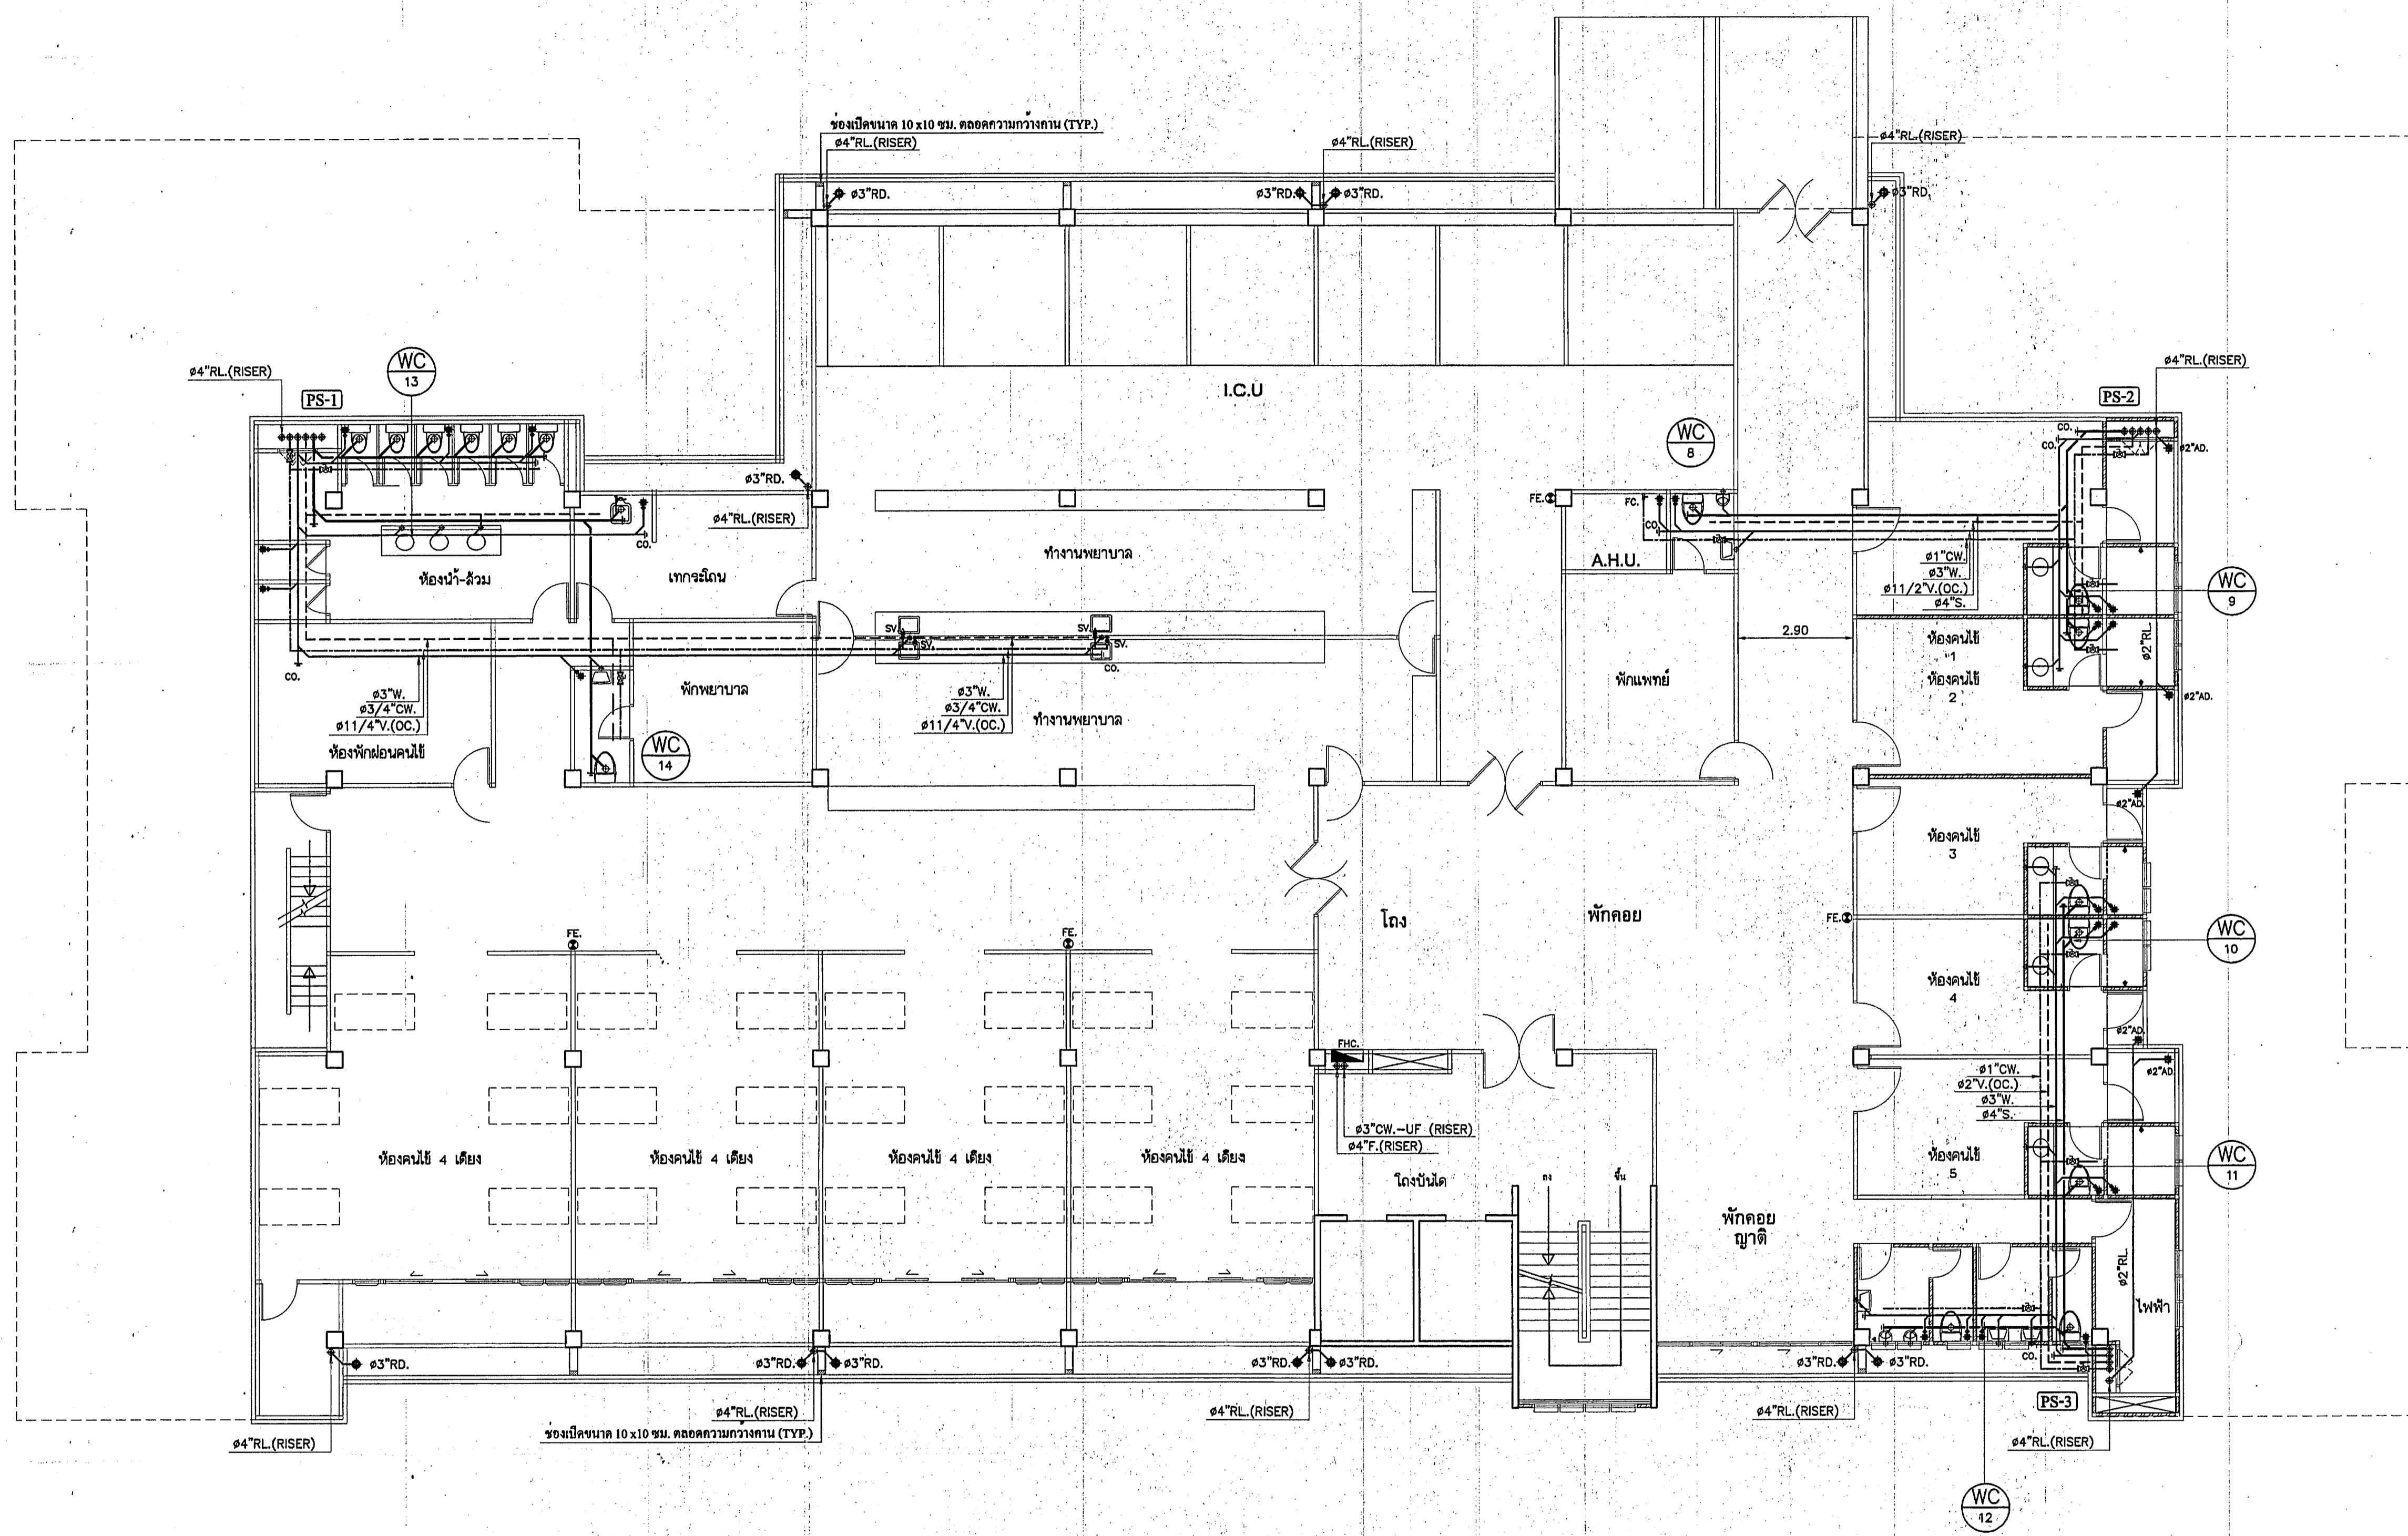 ช่องเปิดขนาด 10 x10 ซม. ตลอดความกว้างคาน (TYP.)
ø4"RL.(RISER)
ø4"RL.(RISER)
ø4"RL.(RISER)
ø3"RD.
ø3"RD.
ø3"RD.
ø3"RD.
ø4"RL.(RISER)
WC
13
PS-1
I.C.U
ø4"RL.(RISER)
PS-2
WC
8
CO.
CO.
ø2"AD.
ø3"RD.
ø4"RL.(RISER)
FE.
FC.
CO.
CO.
ห้องน้ำ-ส้วม
เทกระโถน
ทำงานพยาบาล
A.H.U.
ø1"CW.
ø3"W.
ø11/2"V.(OC.)
ø4"S.
WC
9
SV.
SV.
SV.
SV.
CO.
CO.
2.90
ห้องคนไข้
1
ห้องคนไข้
2
ø2"RL.
ø2"AD.
ø3"W.
ø3/4"CW.
ø11/4"V.(OC.)
พักพยาบาล
ø3"W.
ø3/4"CW.
ø11/4"V.(OC.)
ทำงานพยาบาล
พักแพทย์
ห้องพักผ่อนคนไข้
WC
14
ø2"AD.
ห้องคนไข้
3
โถง
พักคอย
FE.
FE.
FE.
WC
10
ห้องคนไข้
4
ø2"AD.
FHC.
ø2"AD.
ø1"CW.
ø2"V.(OC.)
ø3"W.
ø4"S.
ø3"CW.-UF (RISER)
ø4"F.(RISER)
ห้องคนไข้ 4 เตียง
ห้องคนไข้ 4 เตียง
ห้องคนไข้ 4 เตียง
ห้องคนไข้ 4 เตียง
ห้องคนไข้
5
WC
11
โถงบันได
ลง
ขึ้น
พักคอย
ญาติ
ø2"RL.
ไฟฟ้า
CO.
ø3"RD.
ø3"RD.
ø3"RD.
ø3"RD.
ø3"RD.
ø3"RD.
ø3"RD.
PS-3
ø4"RL.(RISER)
ø4"RL.(RISER)
ø4"RL.(RISER)
ช่องเปิดขนาด 10 x10 ซม. ตลอดความกว้างคาน (TYP.)
ø4"RL.(RISER)
ø4"RL.(RISER)
WC
12